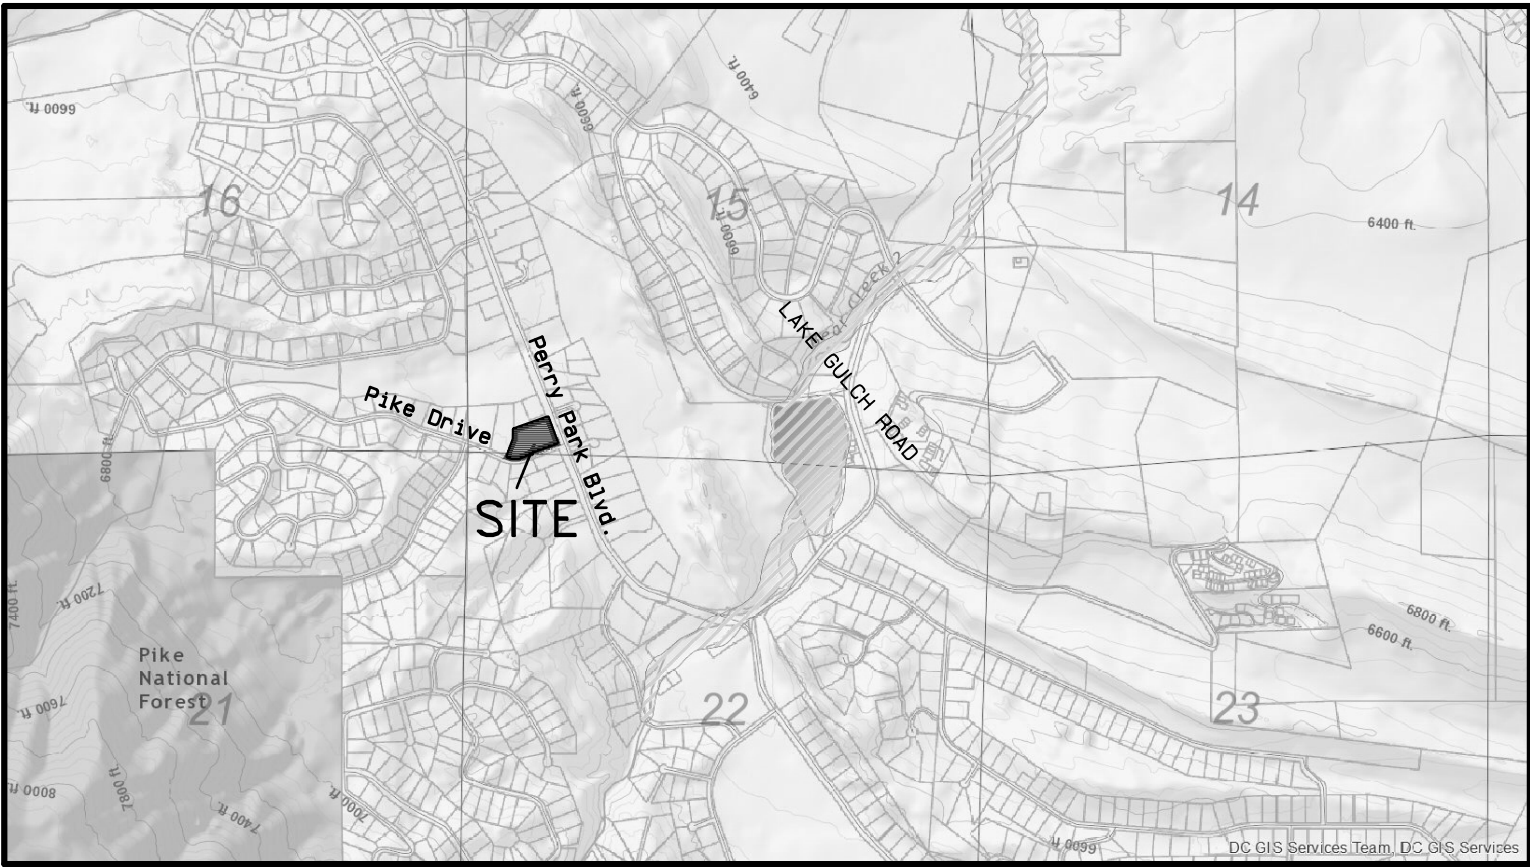 6400 ft.
6600 ft.
6600 ft.
16
15
14
6400 ft.
6600 ft.
Creek
LAKE GULCH ROAD
Perry Park Blvd.
Pike Drive
6800 ft.
SITE
7200 ft.
7400 ft.
6800 ft.
6600 ft.
Pike
National
Forest
21
22
23
7600 ft.
8000 ft.
7800 ft.
7400 ft.
7000 ft.
6600 ft.
DC GIS Services Team, DC GIS Services